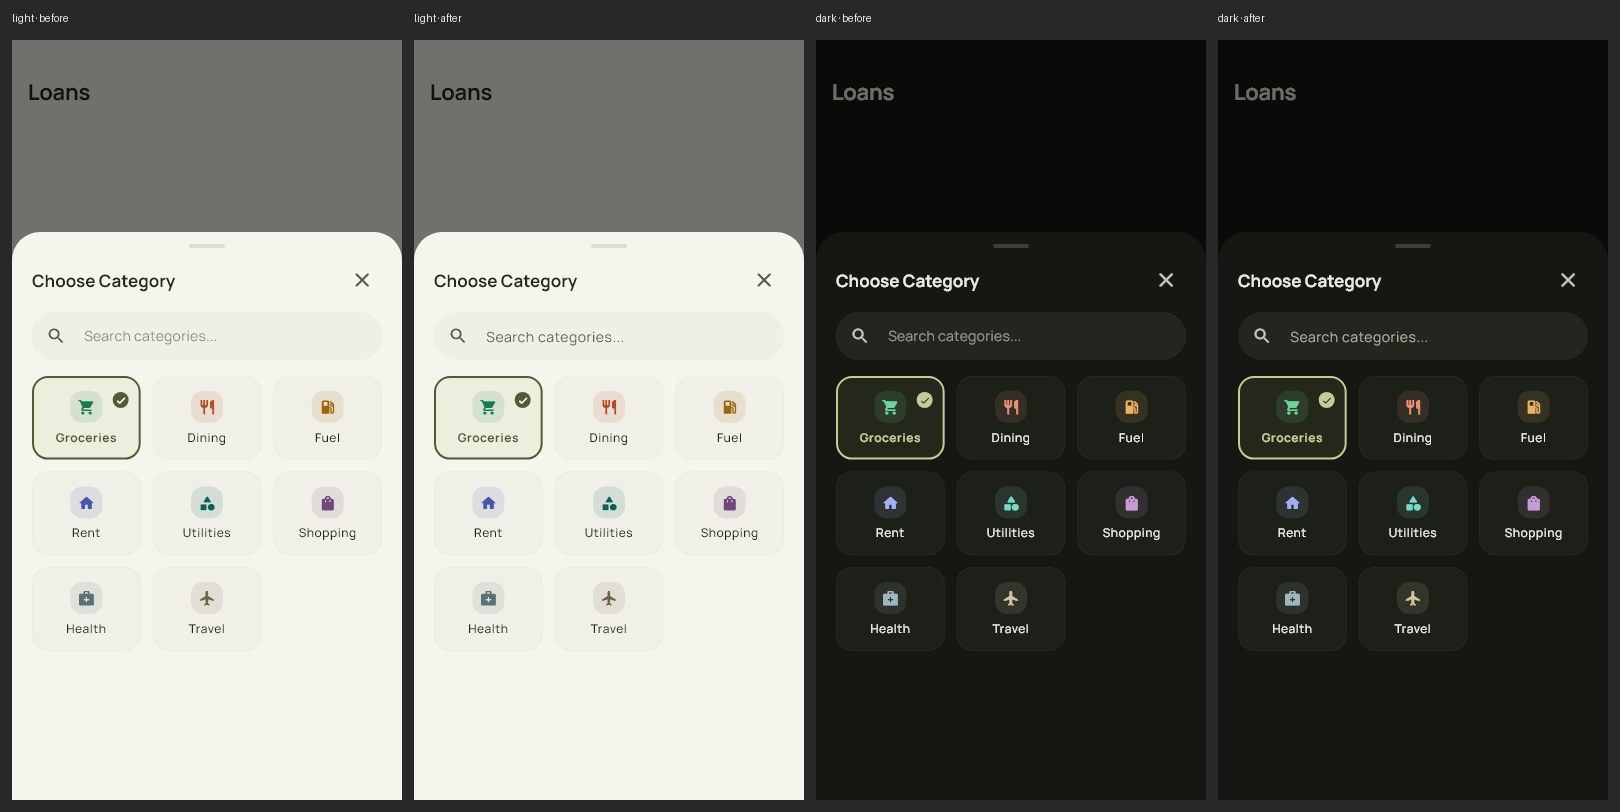 light·before
Loans
Choose Category
Search categories...
Groceries
Dining
Fuel
Rent
Utilities
Shopping
Health
Travel
light·after
Loans
Choose Category
Search categories...
Groceries
Dining
Fuel
Rent
Utilities
Shopping
Health
Travel
dark·before
Loans
Choose Category
Search categories...
Groceries
Dining
Fuel
Rent
Utilities
Shopping
Health
Travel
dark·after
Loans
Choose Category
Search categories...
Groceries
Dining
Fuel
Rent
Utilities
Shopping
Health
Travel